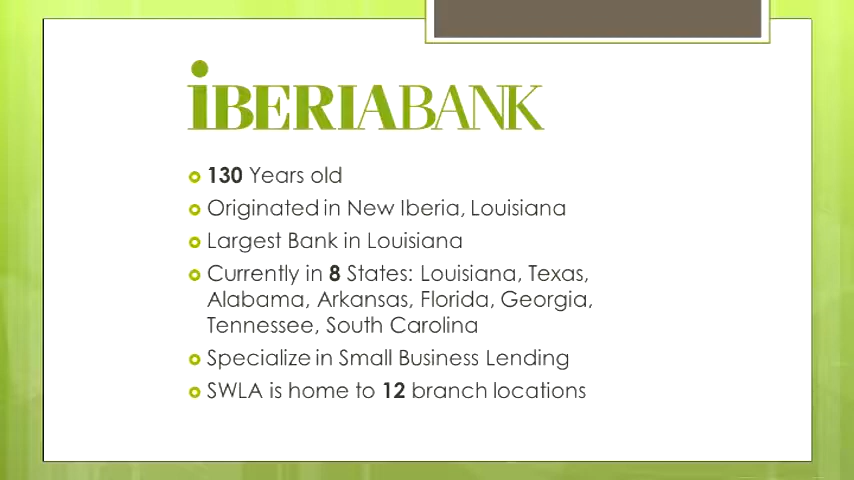 iBERIABANK
130 Years old
Originated in New Iberia, Louisiana
Largest Bank in Louisiana
Currently in 8 States: Louisiana, Texas,
Alabama, Arkansas, Florida, Georgia,
Tennessee, South Carolina
Specialize in Small Business Lending
SWLA is home to 12 branch locations